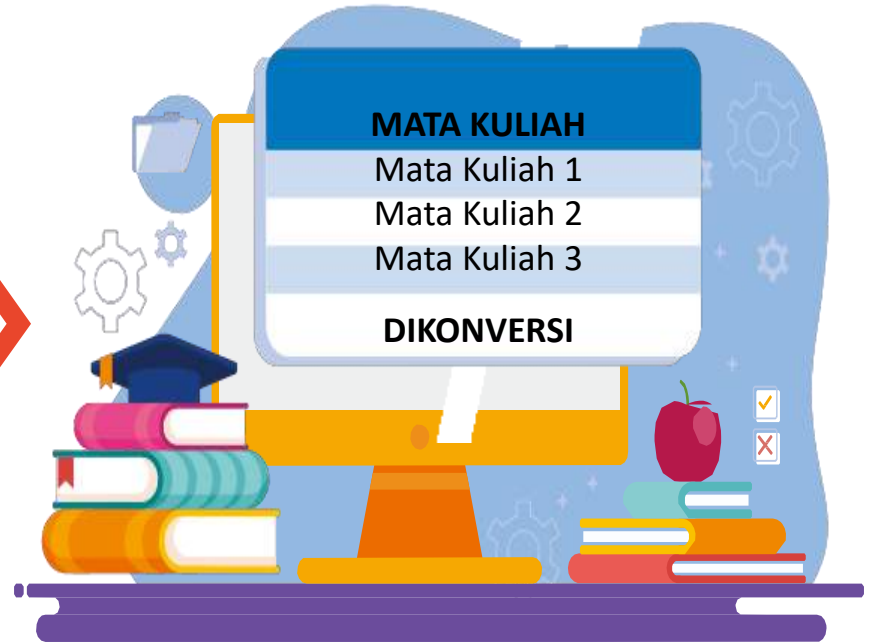 MATA KULIAH
Mata Kuliah 1
Mata Kuliah 2
Mata Kuliah 3
DIKONVERSI